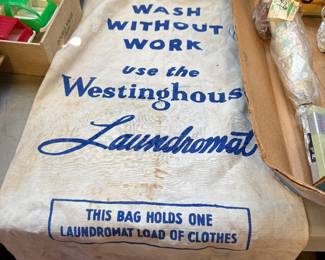 WASH
WITHOUT
WORK
use the
Westinghous
Laundromat
THIS BAG HOLDS ONE
LAUNDROMAT LOAD OF CLOTHES